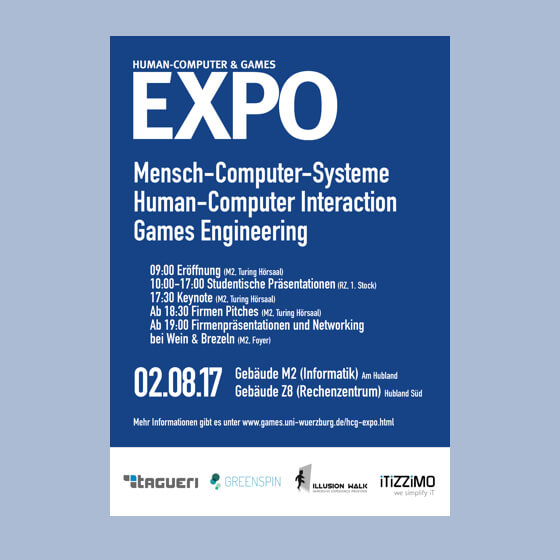 HUMAN-COMPUTER & GAMES
EXPO
Mensch-Computer-Systeme
Human-Computer Interaction
Games Engineering
09:00 Eröffnung (M2, Turing Hörsaal)
10:00-17:00 Studentische Präsentationen (RZ, 1. Stock)
17:30 Keynote (M2, Turing Hörsaal)
Ab 18:30 Firmen Pitches (M2, Turing Hörsaal)
Ab 19:00 Firmenpräsentationen und Networking
bei Wein & Brezeln (M2, Foyer)
02.08.17
Gebäude M2 (Informatik) Am Hubland
Gebäude Z8 (Rechenzentrum) Hubland Süd
Mehr Informationen gibt es unter www.games.uni-wuerzburg.de/hcg-expo.html
TAGUERI
GREENSPIN
ILLUSION WALK
IMMERSIVE EXPERIENCE PROVIDER
iTiZZiMO
we simplify iT